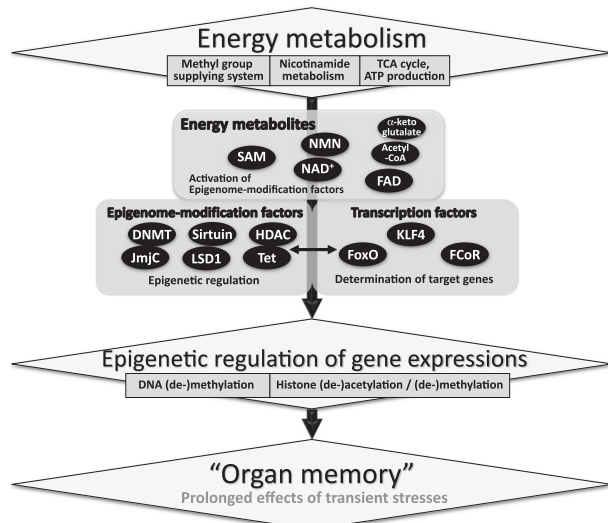 Energy metabolism
Methyl group
supplying system
Nicotinamide
metabolism
TCA cycle,
ATP production
Energy metabolites
SAM
NMN
NAD⁺
α-keto
glutalate
Acetyl
-CoA
FAD
Activation of
Epigenome-modification factors
Epigenome-modification factors
DNMT
Sirtuin
HDAC
JmjC
LSD1
Tet
Epigenetic regulation
Transcription factors
KLF4
FoxO
FCoR
Determination of target genes
Epigenetic regulation of gene expressions
DNA (de-)methylation
Histone (de-)acetylation / (de-)methylation
“Organ memory”
Prolonged effects of transient stresses